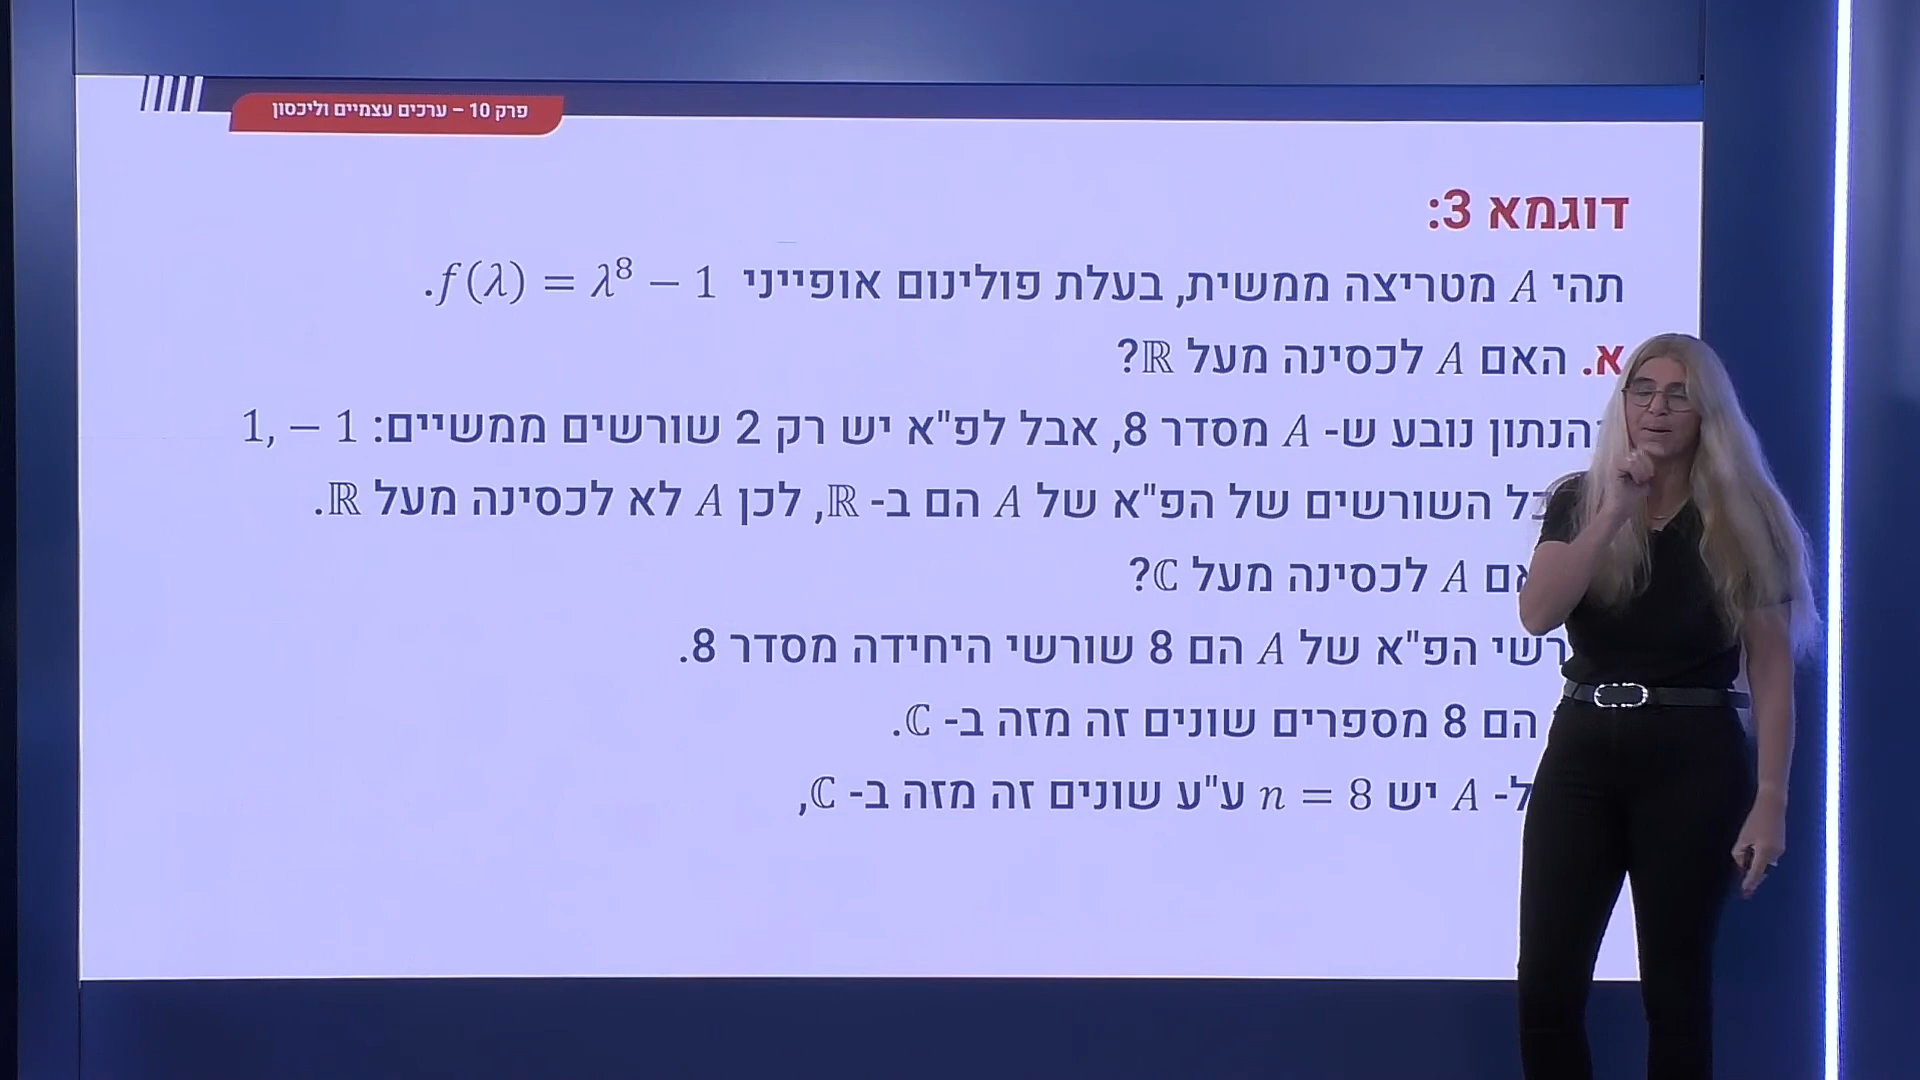 פרק 10 – ערכים עצמיים וליכסון
דוגמא 3:
תהי A מטריצה ממשית, בעלת פולינום אופייני f(λ) = λ⁸ − 1.
א. האם A לכסינה מעל ℝ?
הנתון נובע ש- A מסדר 8, אבל לפ"א יש רק 2 שורשים ממשיים: 1, − 1
השורשים של הפ"א של A הם ב- ℝ, לכן A לא לכסינה מעל ℝ.
A לכסינה מעל ℂ?
הפ"א של A הם 8 שורשי היחידה מסדר 8.
הם 8 מספרים שונים זה מזה ב- ℂ.
ל- A יש n = 8 ע"ע שונים זה מזה ב- ℂ,